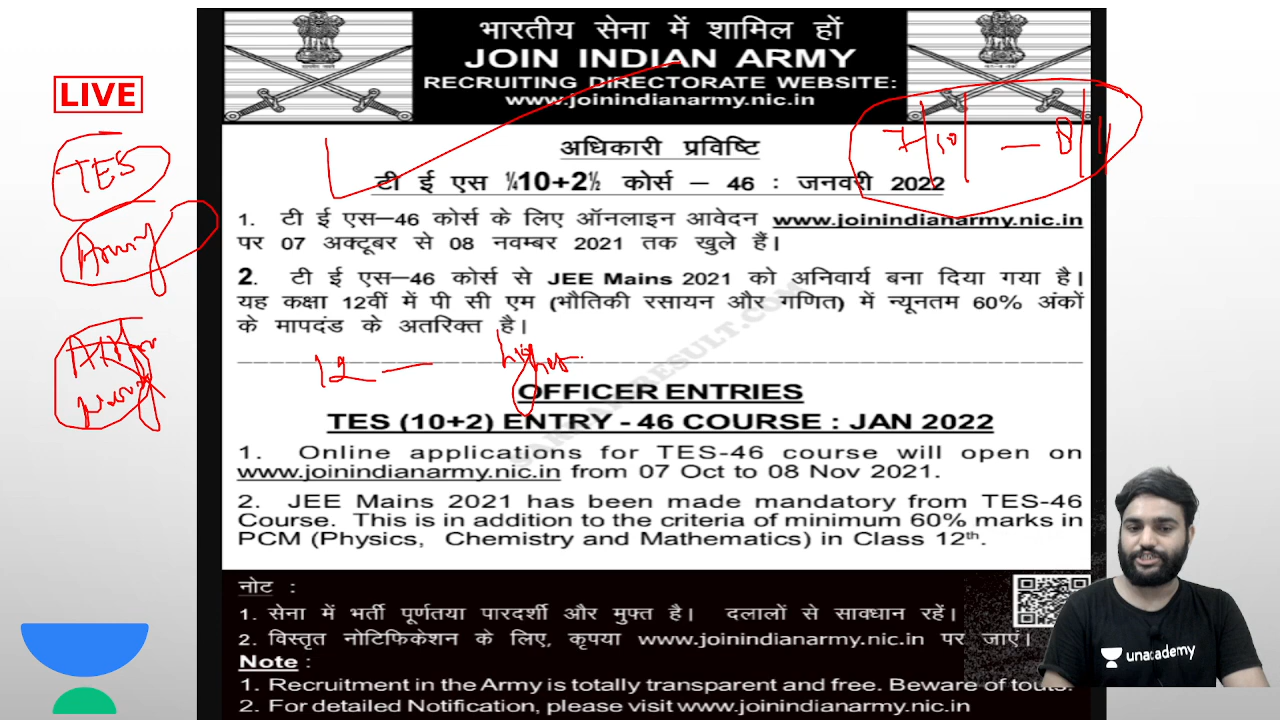 भारतीय सेना में शामिल हों
JOIN INDIAN ARMY
RECRUITING DIRECTORATE WEBSITE:
www.joinindianarmy.nic.in
LIVE
TES
Army
7/10 — 8/11
अधिकारी प्रविष्टि
टी ई एस ¼10+2½ कोर्स – 46 : जनवरी 2022
1. टी ई एस–46 कोर्स के लिए ऑनलाइन आवेदन www.joinindianarmy.nic.in
पर 07 अक्टूबर से 08 नवम्बर 2021 तक खुले हैं।
2. टी ई एस–46 कोर्स से JEE Mains 2021 को अनिवार्य बना दिया गया है।
यह कक्षा 12वीं में पी सी एम (भौतिकी रसायन और गणित) में न्यूनतम 60% अंकों
के मापदंड के अतरिक्त है।
12 — higher
OFFICER ENTRIES
TES (10+2) ENTRY - 46 COURSE : JAN 2022
1. Online applications for TES-46 course will open on
www.joinindianarmy.nic.in from 07 Oct to 08 Nov 2021.
2. JEE Mains 2021 has been made mandatory from TES-46
Course. This is in addition to the criteria of minimum 60% marks in
PCM (Physics, Chemistry and Mathematics) in Class 12th.
नोट :
1. सेना में भर्ती पूर्णतया पारदर्शी और मुफ्त है। दलालों से सावधान रहें।
2. विस्तृत नोटिफिकेशन के लिए, कृपया www.joinindianarmy.nic.in पर जाएं।
Note :
1. Recruitment in the Army is totally transparent and free. Beware of touts.
2. For detailed Notification, please visit www.joinindianarmy.nic.in
unacademy